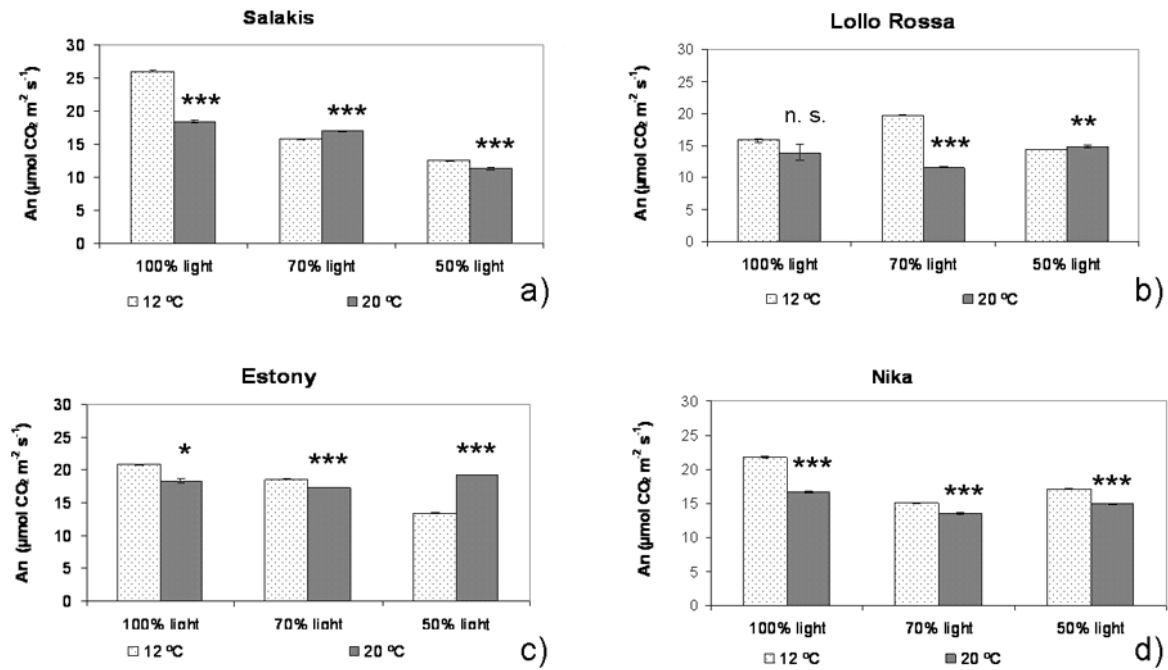 Salakis
An (µmol CO₂ m⁻² s⁻¹)
30
25
20
15
10
5
0
***
***
***
100% light 70% light 50% light
12 ºC 20 ºC
a)
Lollo Rossa
An (µmol CO₂ m⁻² s⁻¹)
30
25
20
15
10
5
0
n. s.
***
**
100% light 70% light 50% light
12 ºC 20 ºC
b)
Estony
An (µmol CO₂ m⁻² s⁻¹)
30
25
20
15
10
5
0
*
***
***
100% light 70% light 50% light
12 ºC 20 ºC
c)
Nika
An (µmol CO₂ m⁻² s⁻¹)
30
25
20
15
10
5
0
***
***
***
100% light 70% light 50% light
12 ºC 20 ºC
d)